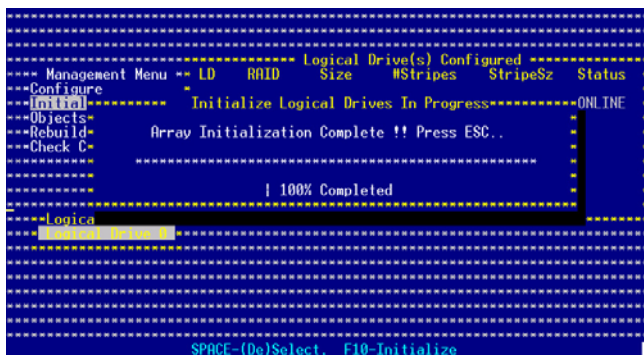 Logical Drive(s) Configured
Management Menu LD RAID Size #Stripes StripeSz Status
Configure
Initial Initialize Logical Drives In Progress ONLINE
Objects
Rebuild Array Initialization Complete !! Press ESC..
Check C
| 100% Completed
Logica
Logical Drive 0
SPACE-(De)Select, F10-Initialize